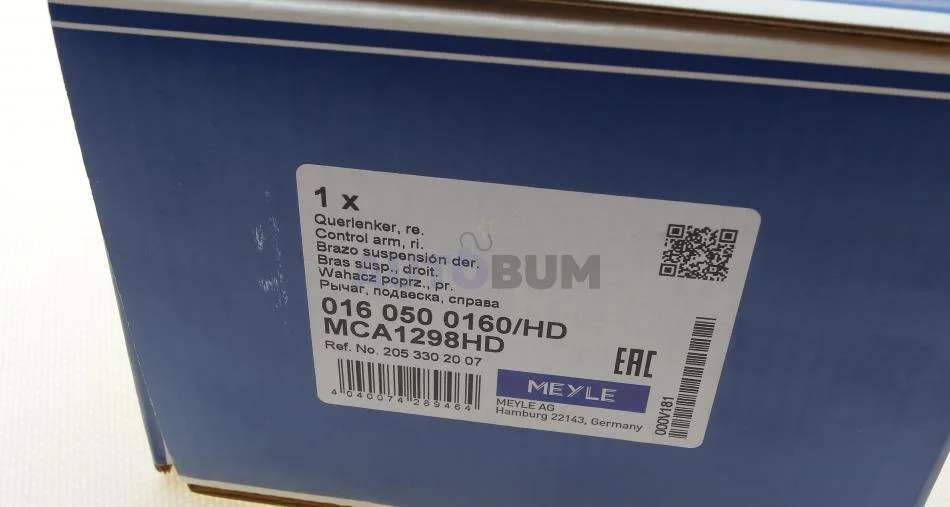 1 x
Querlenker, re.
Control arm, ri.
Brazo suspensión der.
Bras susp., droit.
Wahacz poprz., pr.
Рычаг, подвеска, справа
BUM
016 050 0160/HD
MCA1298HD
Ref. No. 205 330 20 07
EAC
4 040074 289464
MEYLE
MEYLE AG
Hamburg 22143, Germany
000V181